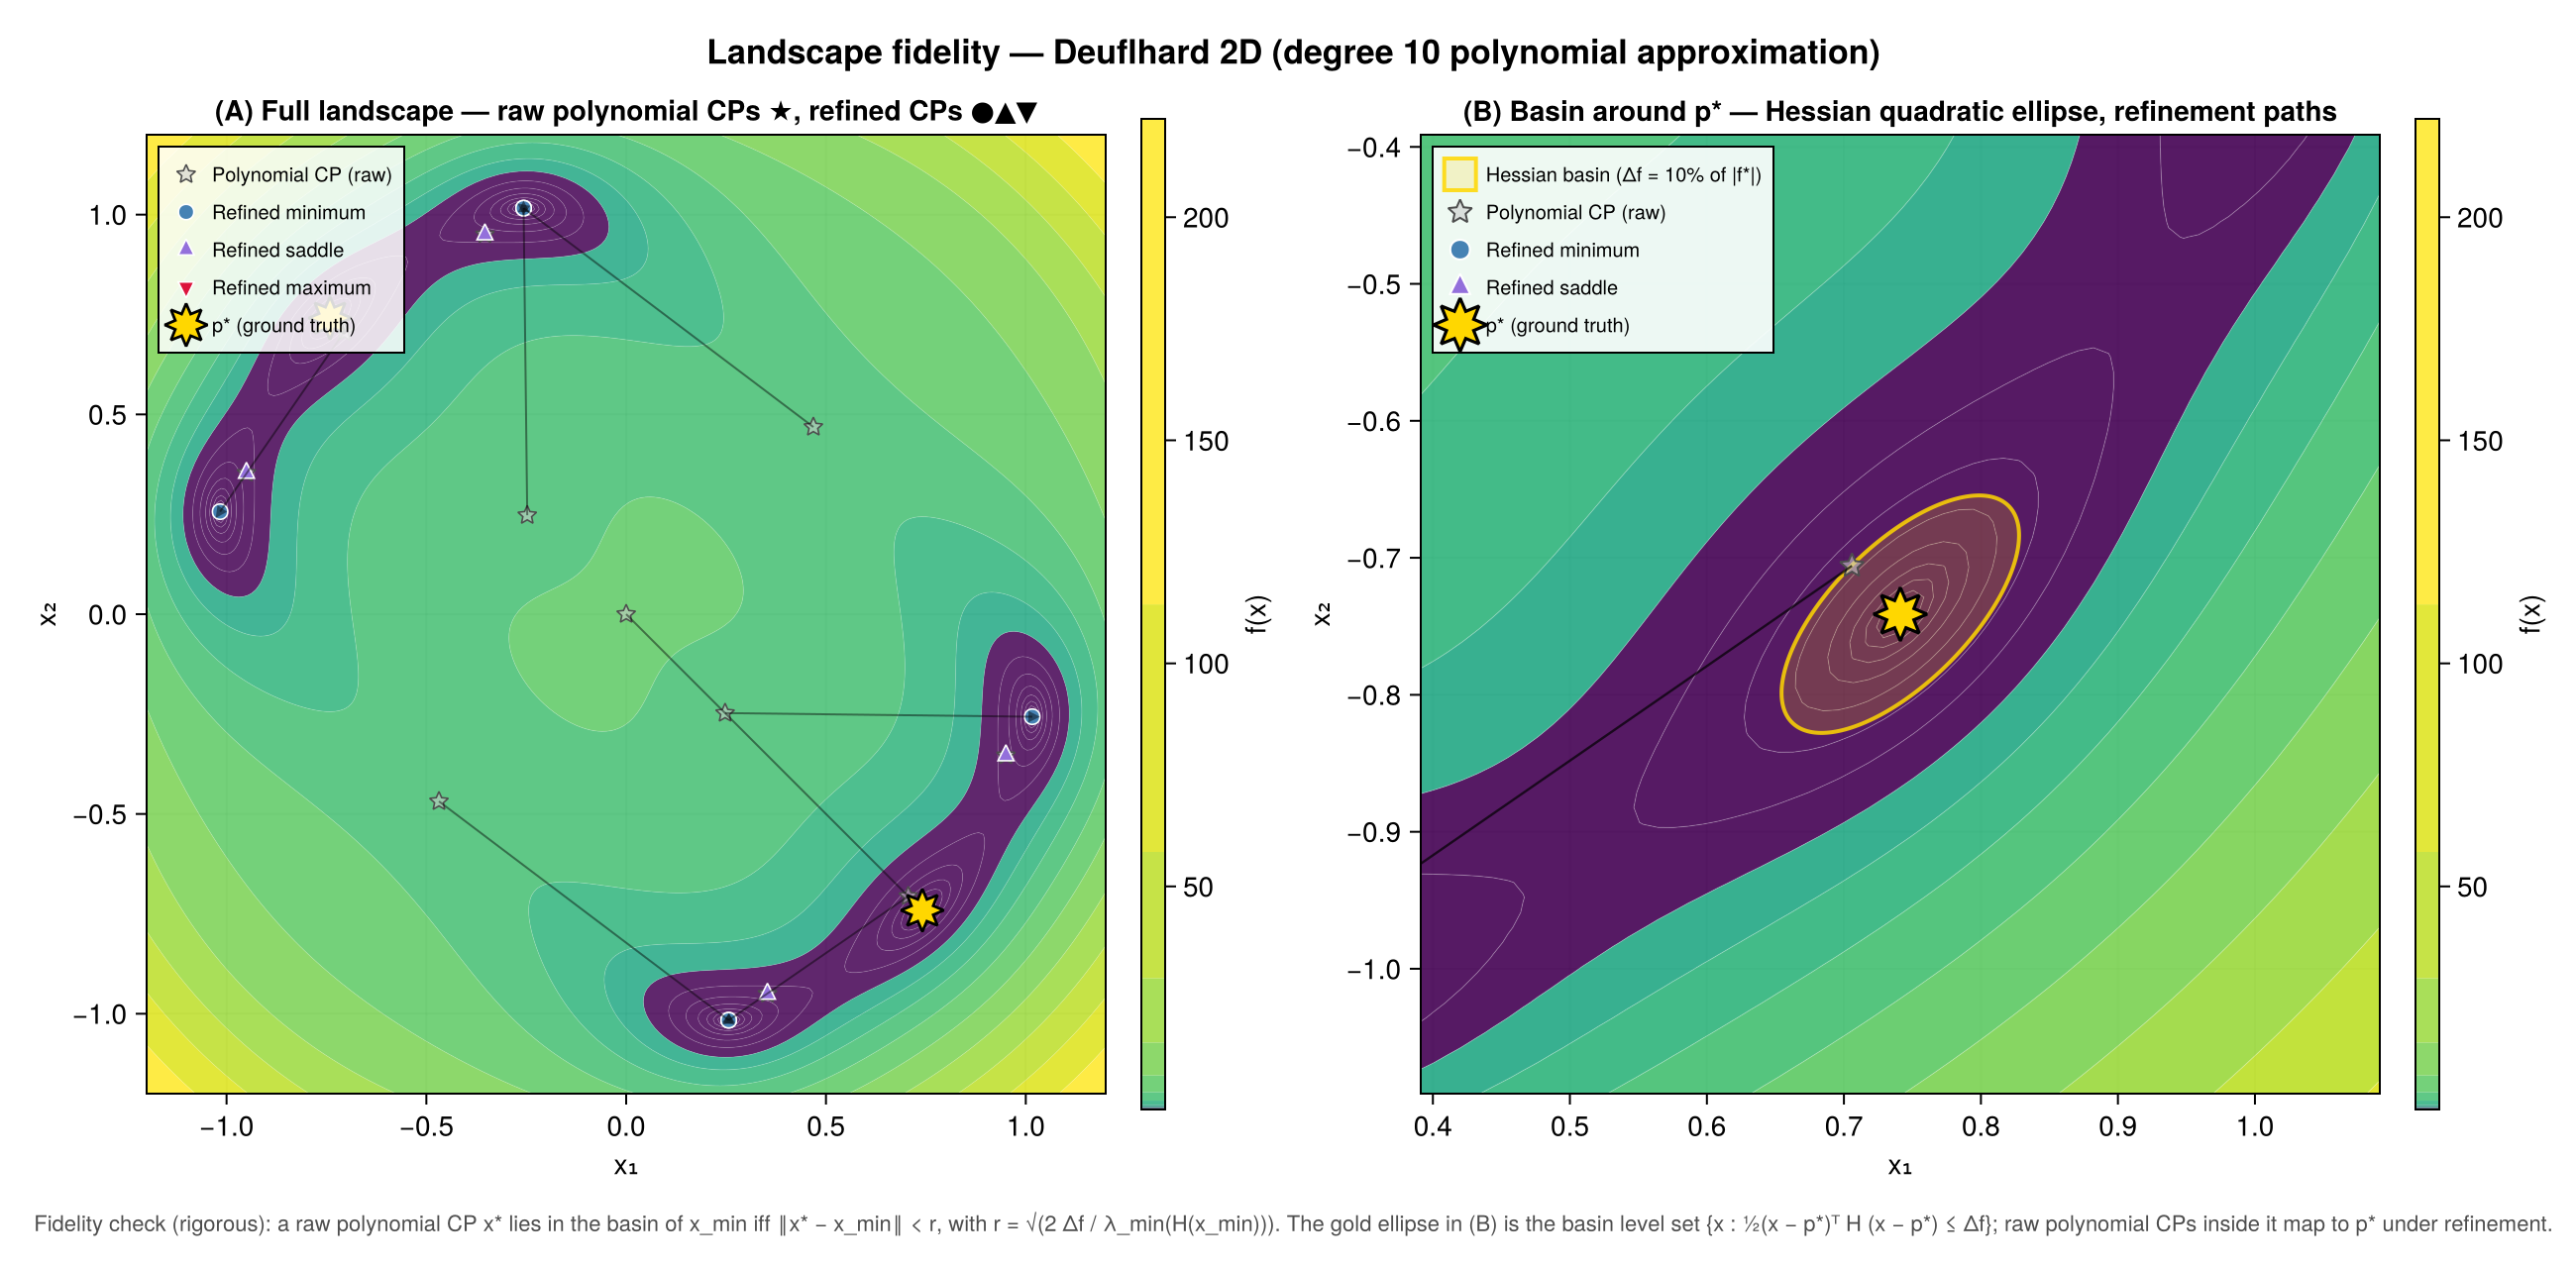 Landscape fidelity — Deuflhard 2D (degree 10 polynomial approximation)
(A) Full landscape — raw polynomial CPs ★, refined CPs ●▲▼
Polynomial CP (raw)
Refined minimum
Refined saddle
Refined maximum
p* (ground truth)
1.0
0.5
0.0
−0.5
−1.0
x₂
−1.0
−0.5
0.0
0.5
1.0
x₁
200
150
100
50
f(x)
(B) Basin around p* — Hessian quadratic ellipse, refinement paths
Hessian basin (Δf = 10% of |f*|)
Polynomial CP (raw)
Refined minimum
Refined saddle
p* (ground truth)
−0.4
−0.5
−0.6
−0.7
−0.8
−0.9
−1.0
x₂
0.4
0.5
0.6
0.7
0.8
0.9
1.0
x₁
200
150
100
50
f(x)
Fidelity check (rigorous): a raw polynomial CP x* lies in the basin of x_min iff ‖x* − x_min‖ < r, with r = √(2 Δf / λ_min(H(x_min))). The gold ellipse in (B) is the basin level set {x : ½(x − p*)ᵀ H (x − p*) ≤ Δf}; raw polynomial CPs inside it map to p* under refinement.